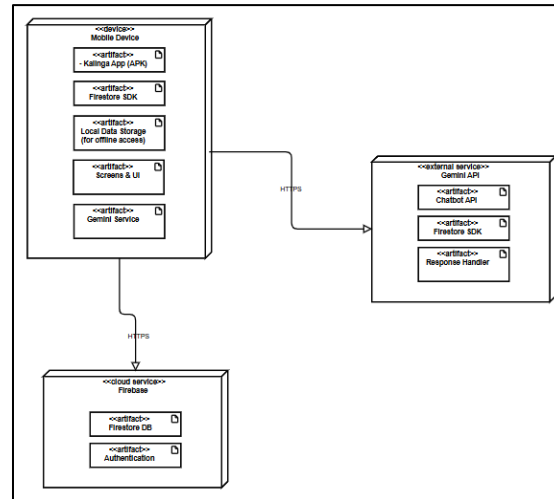 <<device>>
Mobile Device
<<artifact>>
- Kalinga App (APK)
<<artifact>>
Firestore SDK
<<artifact>>
Local Data Storage
(for offline access)
<<artifact>>
Screens & UI
<<artifact>>
Gemini Service
HTTPS
<<external service>>
Gemini API
<<artifact>>
Chatbot API
<<artifact>>
Firestore SDK
<<artifact>>
Response Handler
HTTPS
<<cloud service>>
Firebase
<<artifact>>
Firestore DB
<<artifact>>
Authentication